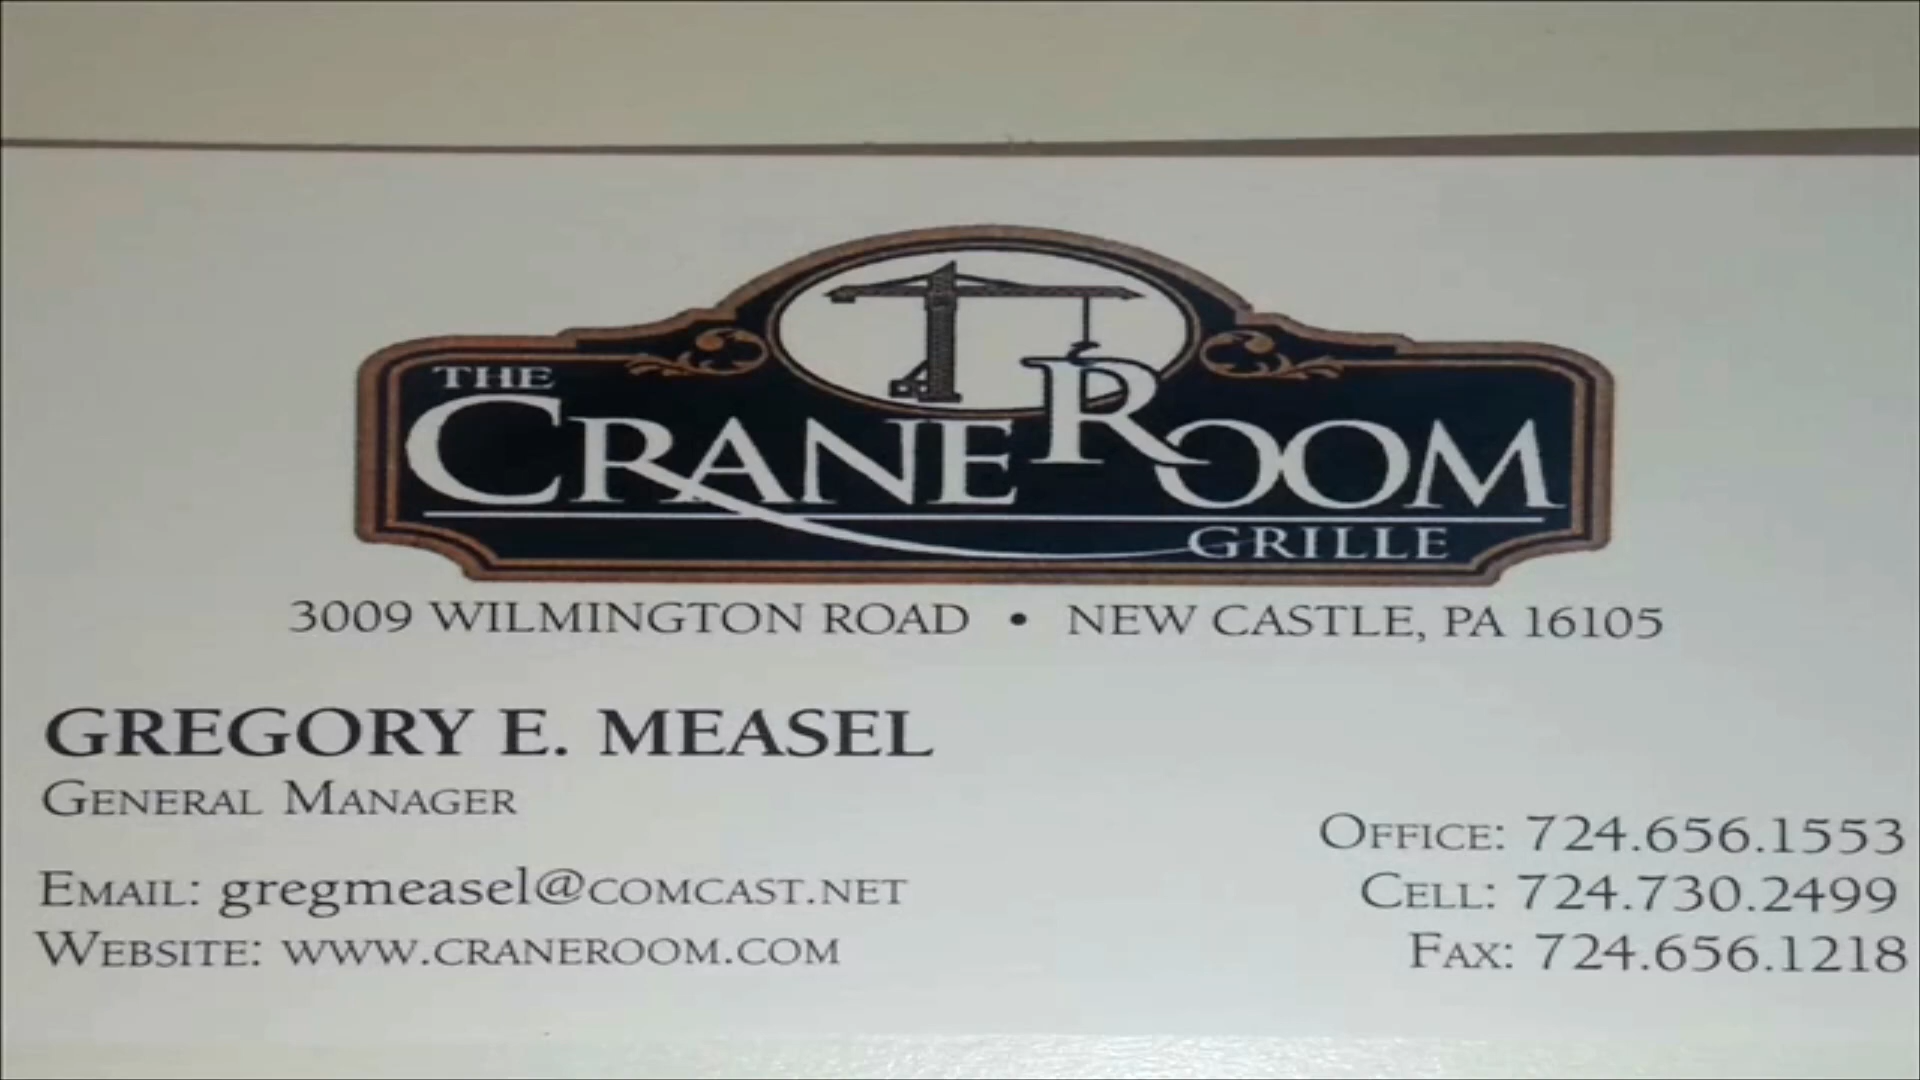 THE
CRANE ROOM
GRILLE
3009 WILMINGTON ROAD • NEW CASTLE, PA 16105
GREGORY E. MEASEL
GENERAL MANAGER
EMAIL: gregmeasel@COMCAST.NET
WEBSITE: WWW.CRANEROOM.COM
OFFICE: 724.656.1553
CELL: 724.730.2499
FAX: 724.656.1218